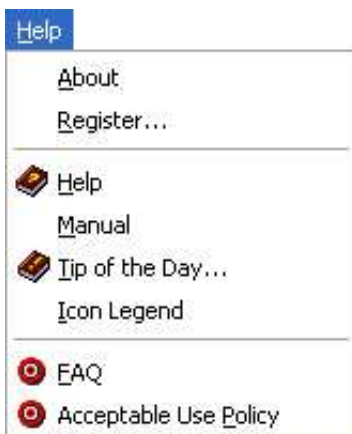 Help
About
Register...
Help
Manual
Tip of the Day...
Icon Legend
FAQ
Acceptable Use Policy